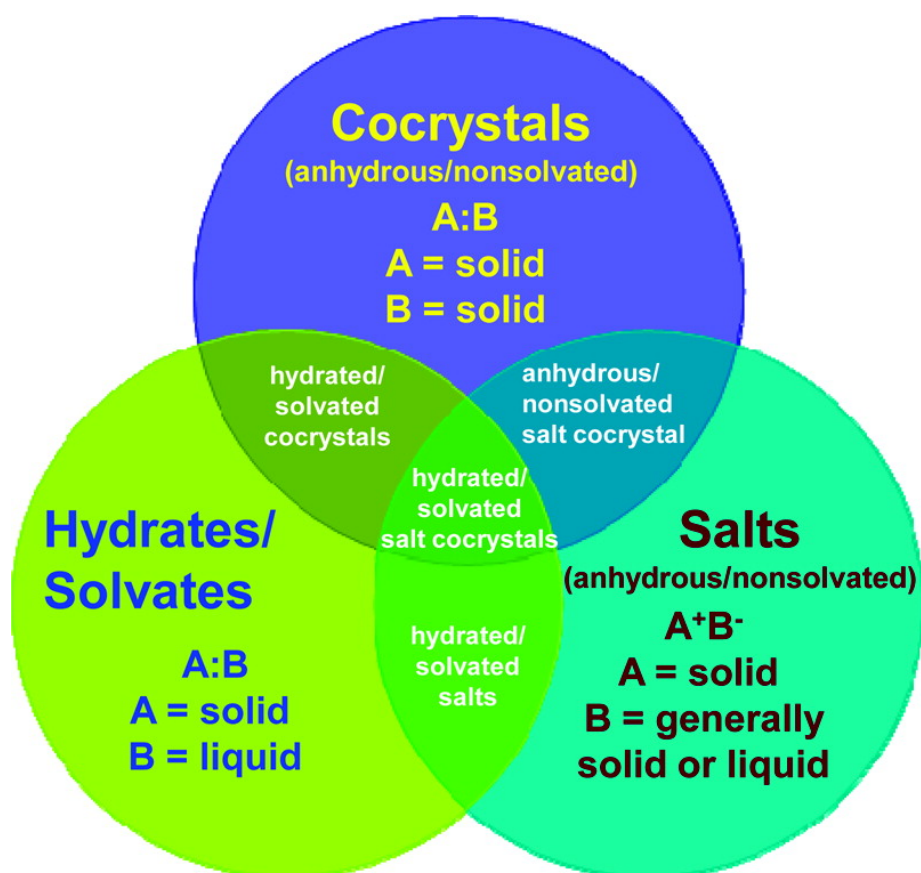 Cocrystals
(anhydrous/nonsolvated)
A:B
A = solid
B = solid
hydrated/
solvated
cocrystals
anhydrous/
nonsolvated
salt cocrystal
hydrated/
solvated
salt cocrystals
Hydrates/
Solvates
A:B
A = solid
B = liquid
hydrated/
solvated
salts
Salts
(anhydrous/nonsolvated)
A⁺B⁻
A = solid
B = generally
solid or liquid